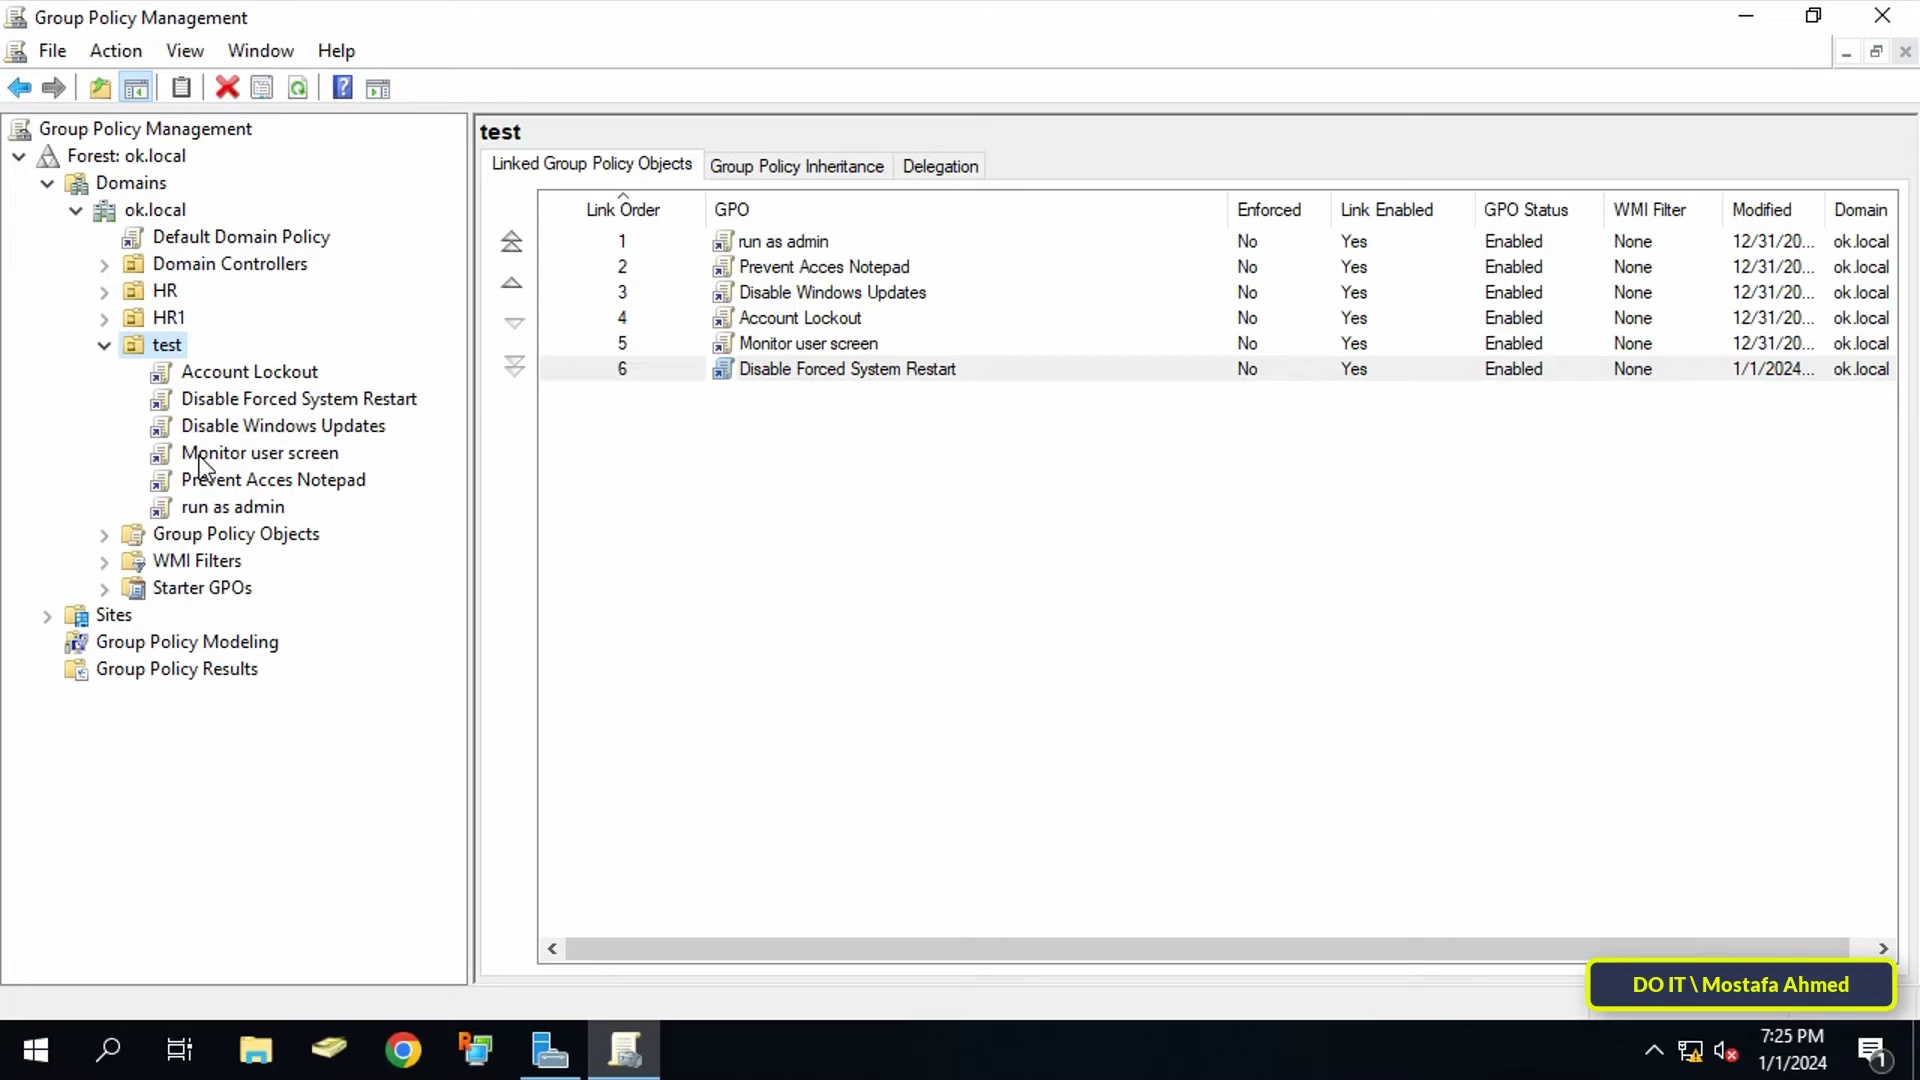 Group Policy Management
File Action View Window Help
Group Policy Management
Forest: ok.local
Domains
ok.local
Default Domain Policy
Domain Controllers
HR
HR1
test
Account Lockout
Disable Forced System Restart
Disable Windows Updates
Monitor user screen
Prevent Acces Notepad
run as admin
Group Policy Objects
WMI Filters
Starter GPOs
Sites
Group Policy Modeling
Group Policy Results
test
Linked Group Policy Objects Group Policy Inheritance Delegation
Link Order GPO Enforced Link Enabled GPO Status WMI Filter Modified Domain
1 run as admin No Yes Enabled None 12/31/20... ok.local
2 Prevent Acces Notepad No Yes Enabled None 12/31/20... ok.local
3 Disable Windows Updates No Yes Enabled None 12/31/20... ok.local
4 Account Lockout No Yes Enabled None 12/31/20... ok.local
5 Monitor user screen No Yes Enabled None 12/31/20... ok.local
6 Disable Forced System Restart No Yes Enabled None 1/1/2024... ok.local
DO IT \ Mostafa Ahmed
7:25 PM
1/1/2024
1